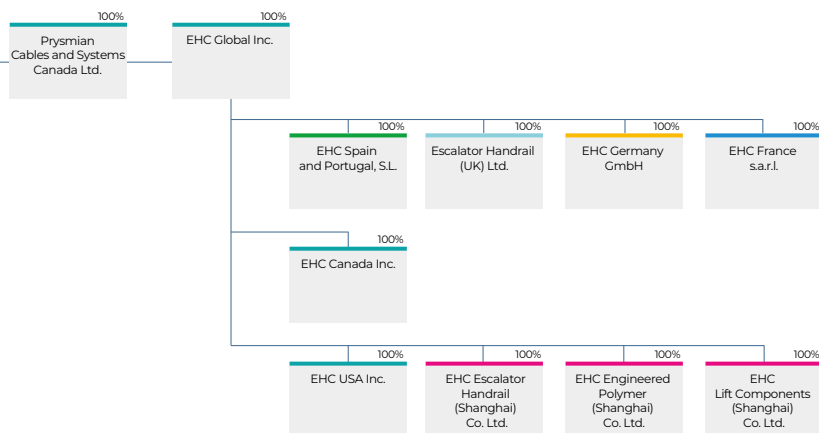 100%
Prysmian
Cables and Systems
Canada Ltd.
100%
EHC Global Inc.
100%
EHC Spain
and Portugal, S.L.
100%
Escalator Handrail
(UK) Ltd.
100%
EHC Germany
GmbH
100%
EHC France
s.a.r.l.
100%
EHC Canada Inc.
100%
EHC USA Inc.
100%
EHC Escalator
Handrail
(Shanghai)
Co. Ltd.
100%
EHC Engineered
Polymer
(Shanghai)
Co. Ltd.
100%
EHC
Lift Components
(Shanghai)
Co. Ltd.